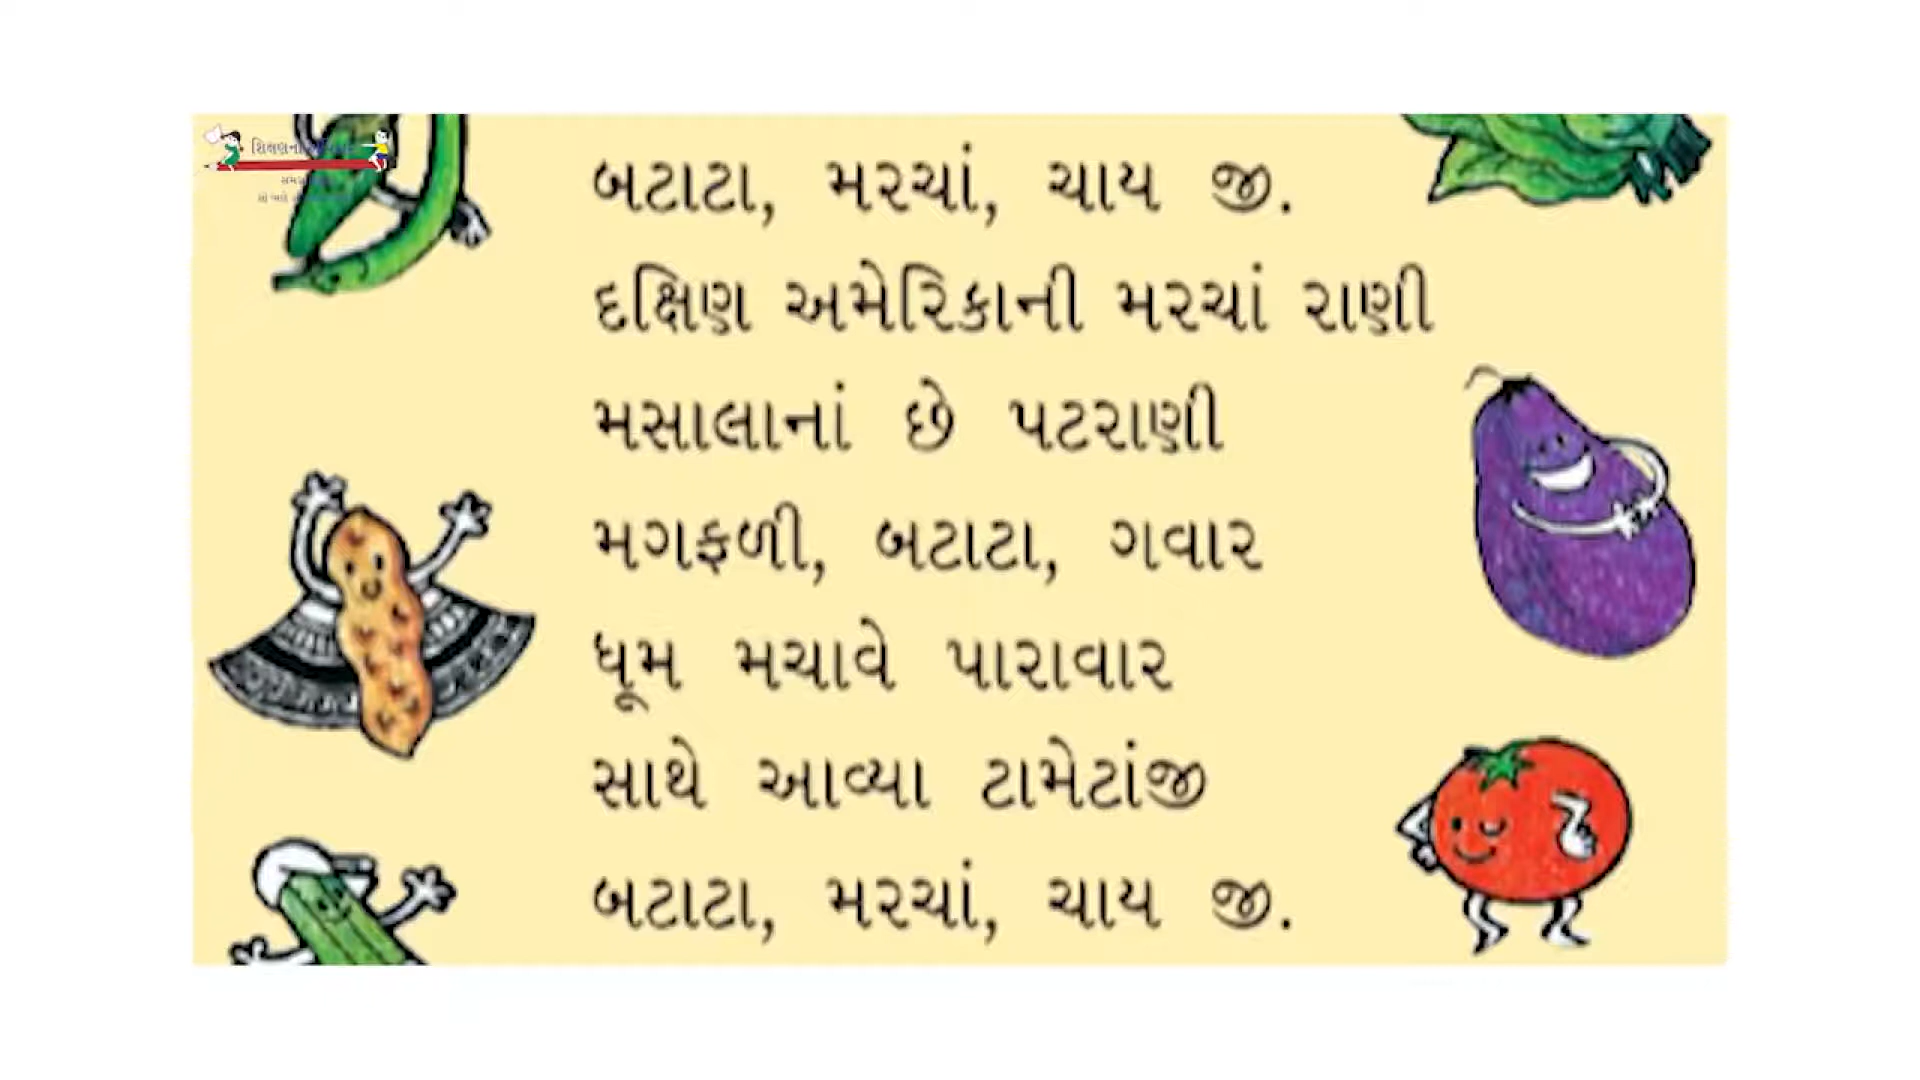 બટાટા, મરચાં, ચાય જી.
દક્ષિણ અમેરિકાની મરચાં રાણી
મસાલાનાં છે પટરાણી
મગફળી, બટાટા, ગવાર
ધૂમ મચાવે પારાવાર
સાથે આવ્યા ટામેટાંજી
બટાટા, મરચાં, ચાય જી.